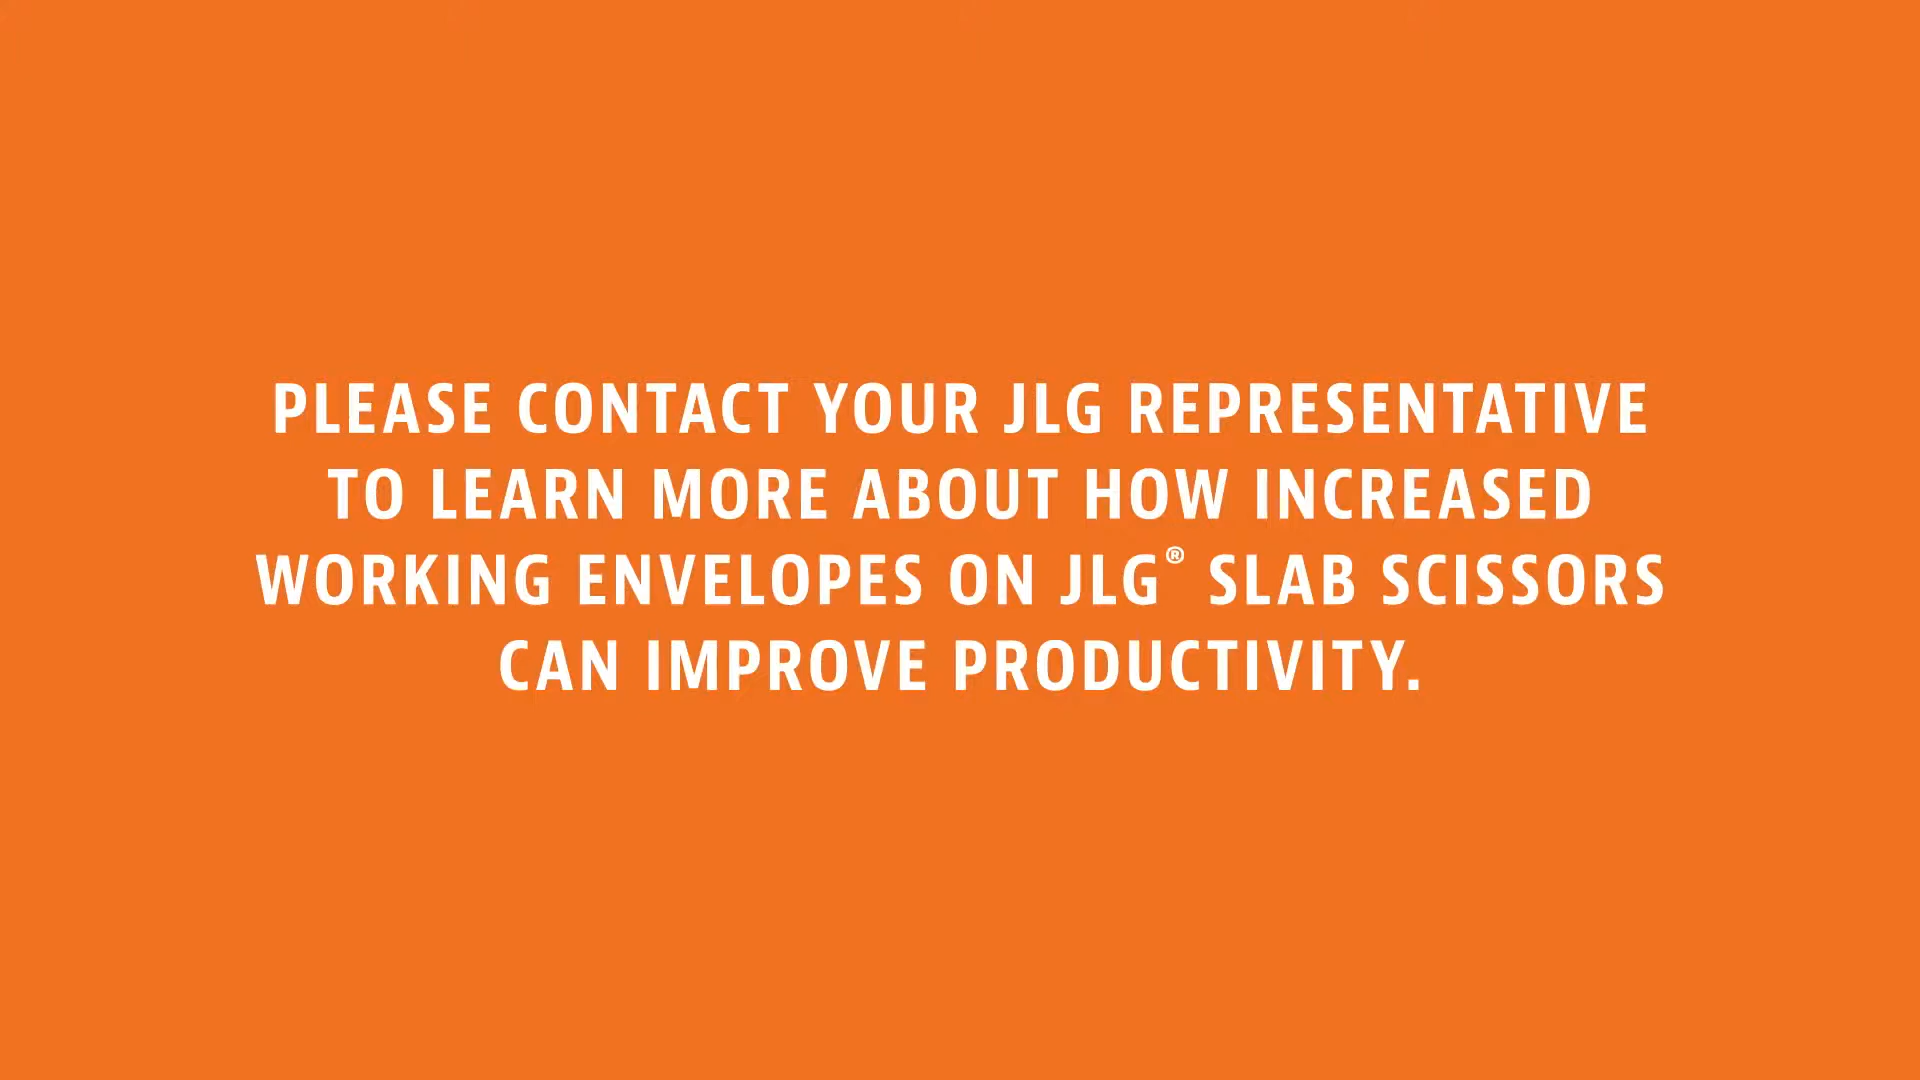 PLEASE CONTACT YOUR JLG REPRESENTATIVE
TO LEARN MORE ABOUT HOW INCREASED
WORKING ENVELOPES ON JLG® SLAB SCISSORS
CAN IMPROVE PRODUCTIVITY.